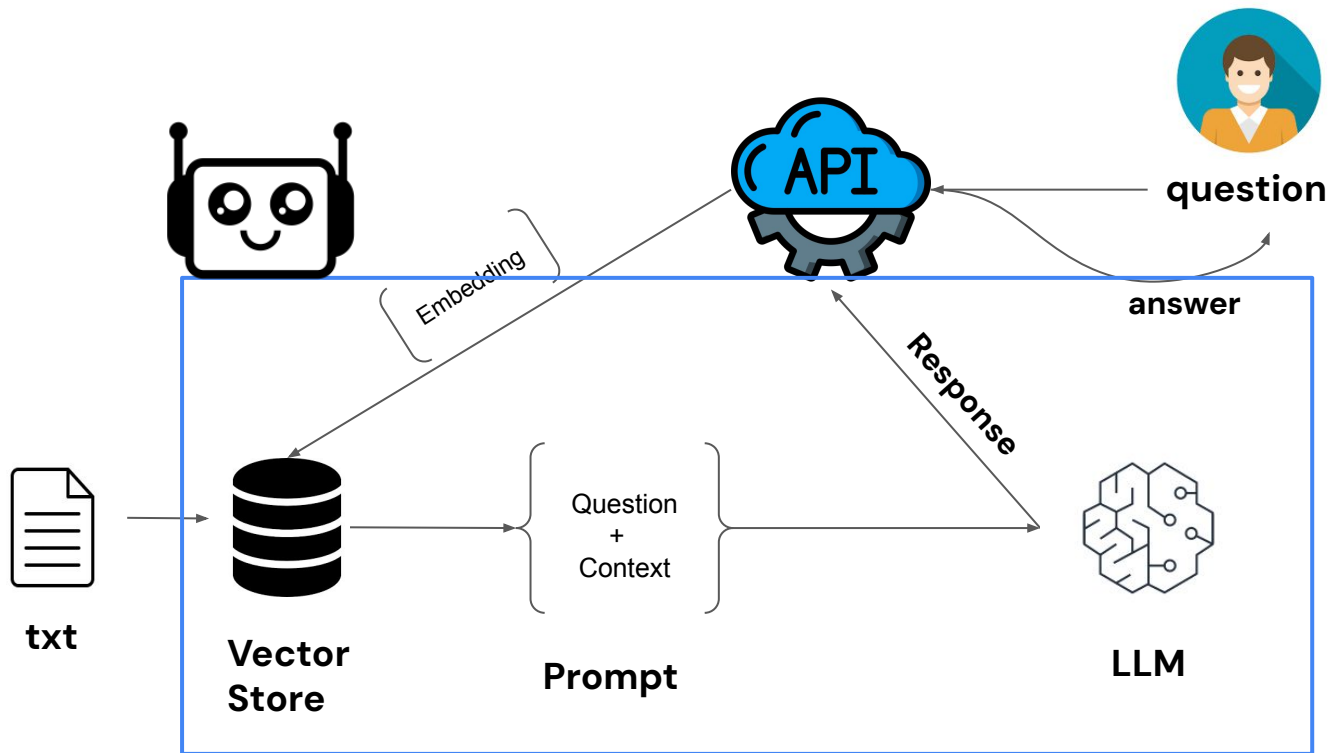 API
question
Embedding
answer
Response
Question
+
Context
txt
Vector
Store
Prompt
LLM